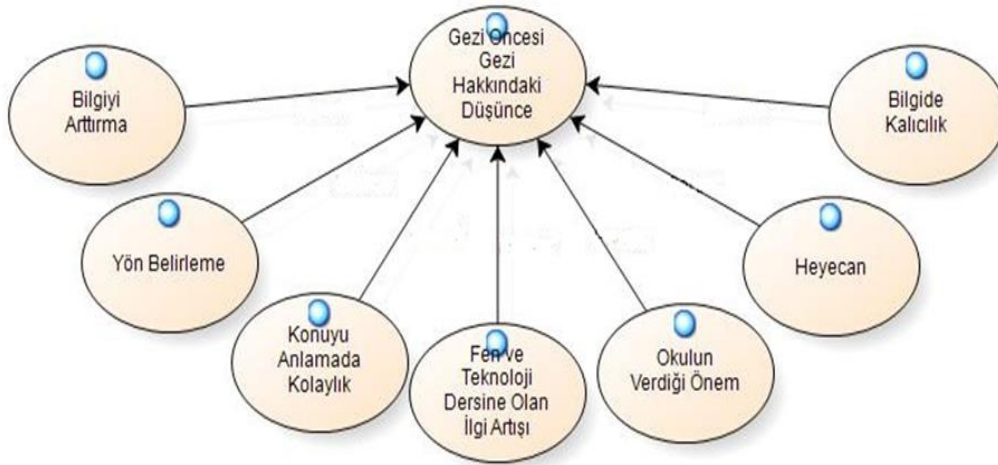 Gezi Öncesi
Gezi
Hakkındaki
Düşünce
Bilgiyi
Arttırma
Bilgide
Kalıcılık
Yön Belirleme
Heyecan
Konuyu
Anlamada
Kolaylık
Fen ve
Teknoloji
Dersine Olan
İlgi Artışı
Okulun
Verdiği Önem